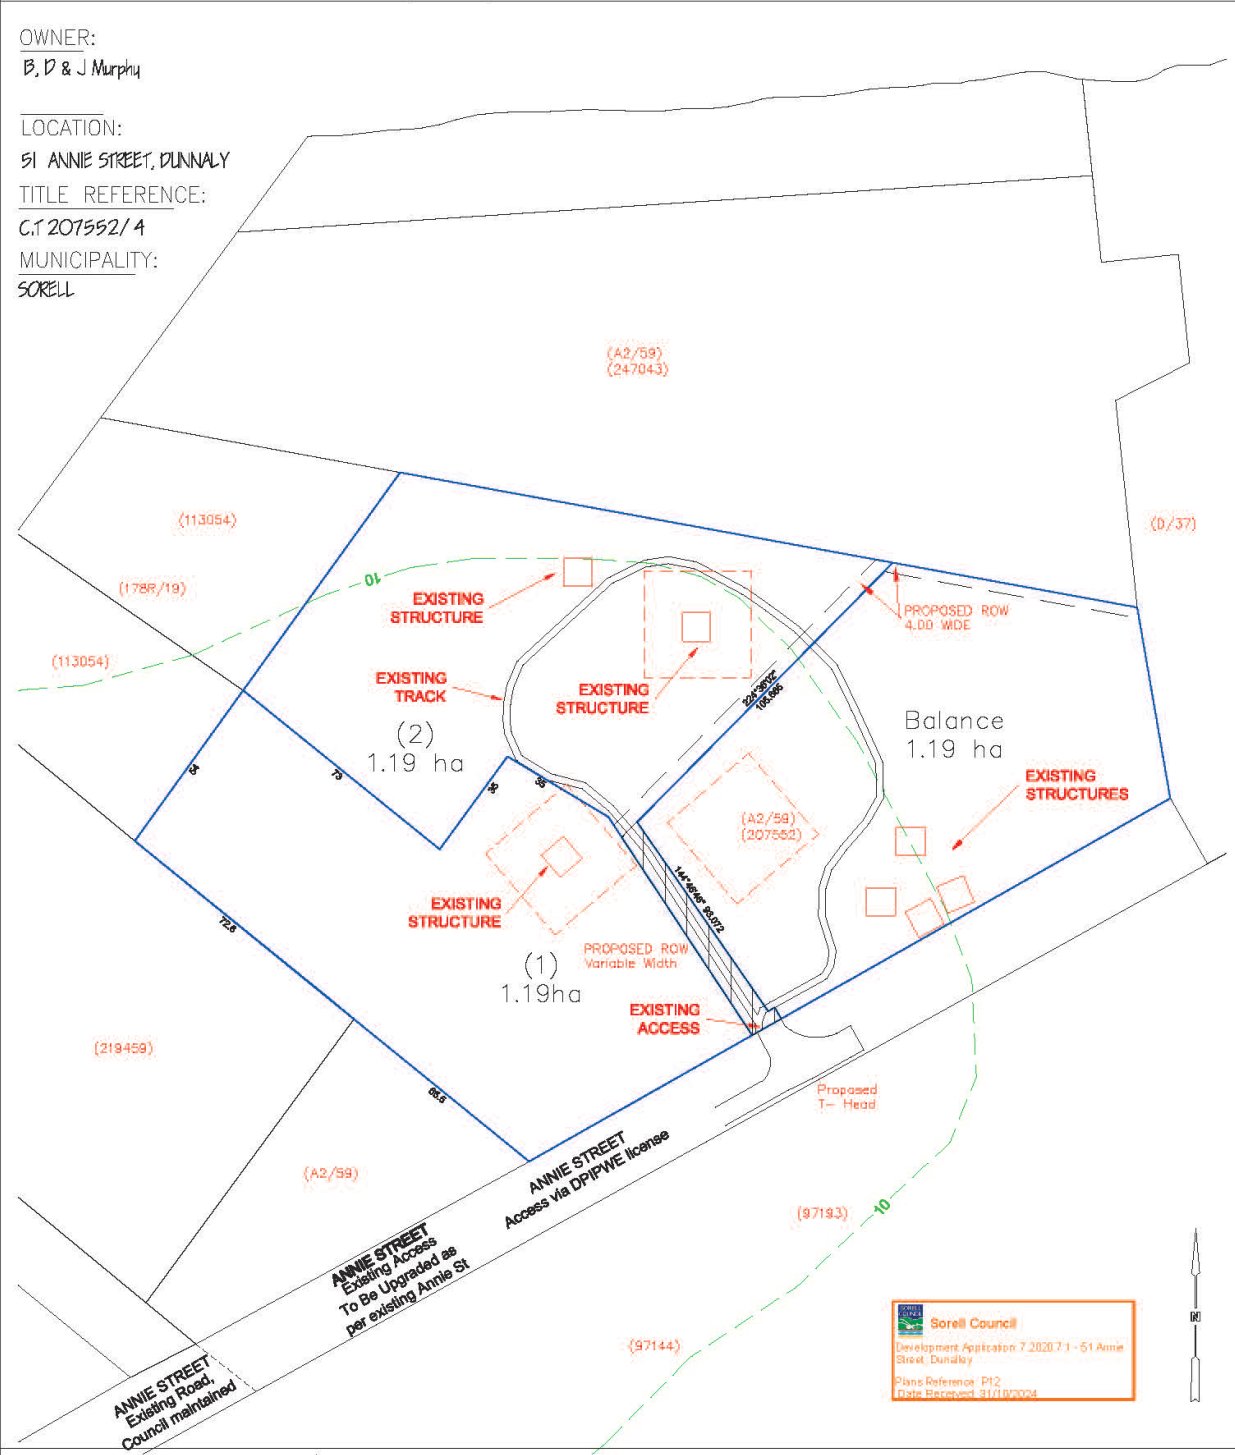 OWNER:
B, D & J Murphy
LOCATION:
51 ANNIE STREET, DUNNALY
TITLE REFERENCE:
C.T 207552/4
MUNICIPALITY:
SORELL
(A2/59)
(247043)
(113054)
(D/37)
(178R/19)
10
EXISTING
STRUCTURE
PROPOSED ROW
4.00 WIDE
(113054)
EXISTING
TRACK
EXISTING
STRUCTURE
224°36'02"
105.665
(2)
1.19 ha
Balance
1.19 ha
54
73
35
35
EXISTING
STRUCTURES
(A2/59)
(207552)
EXISTING
STRUCTURE
144°46'46" 93.072
72.6
PROPOSED ROW
Variable Width
(1)
1.19ha
EXISTING
ACCESS
(219459)
65.5
Proposed
T- Head
ANNIE STREET
Access via DPIPWE license
(A2/59)
(97193)
10
ANNIE STREET
Existing Access
To Be Upgraded as
per existing Annie St
(97144)
ANNIE STREET
Existing Road,
Council maintained
N
SORELL
COUNCIL
Sorell Council
Development Application: 7.2020.7.1 - 51 Annie
Street, Dunalley
Plans Reference: P12
Date Received: 31/10/2024